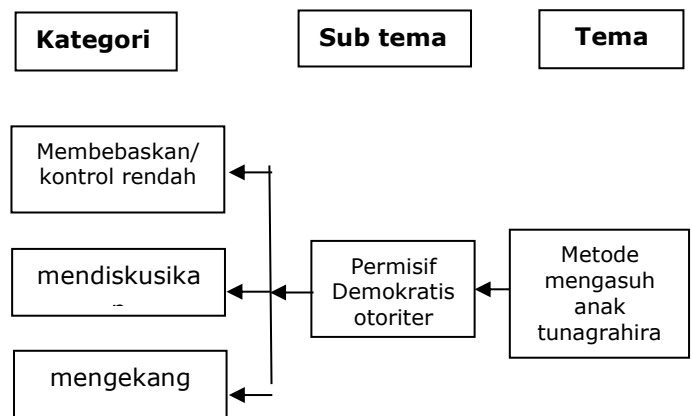 Kategori
Sub tema
Tema
Membebaskan/
kontrol rendah
mendiskusika
mengekang
Permisif
Demokratis
otoriter
Metode
mengasuh
anak
tunagrahira